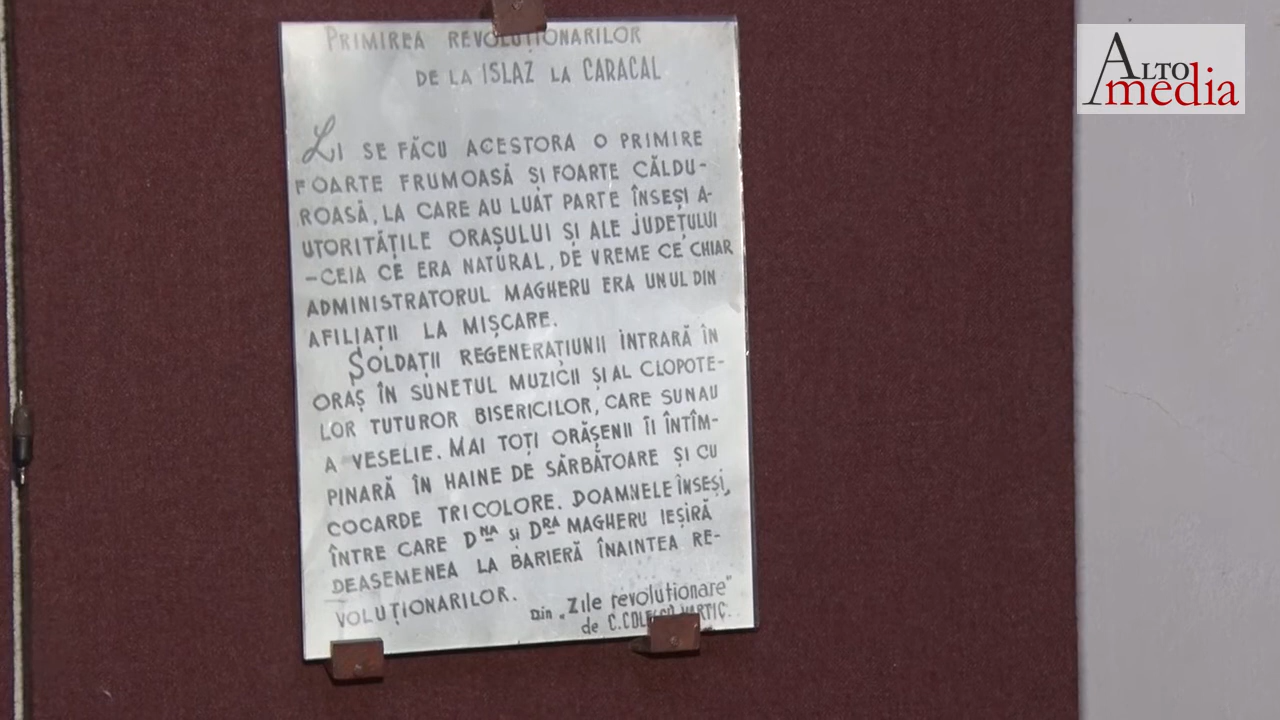 PRIMIREA REVOLUȚIONARILOR
DE LA ISLAZ LA CARACAL
LI SE FĂCU ACESTORA O PRIMIRE
FOARTE FRUMOASĂ ȘI FOARTE CĂLDU-
ROASĂ, LA CARE AU LUAT PARTE ÎNSEȘI A-
UTORITĂȚILE ORAȘULUI ȘI ALE JUDEȚULUI
-CEIA CE ERA NATURAL, DE VREME CE CHIAR
ADMINISTRATORUL MAGHERU ERA UNUL DIN
AFILIAȚII LA MIȘCARE.
SOLDAȚII REGENERAȚIUNII INTRARĂ ÎN
ORAȘ ÎN SUNETUL MUZICII ȘI AL CLOPOTE-
LOR TUTUROR BISERICILOR, CARE SUNAU
A VESELIE. MAI TOȚI ORĂȘENII ÎI ÎNTÎM-
PINARĂ ÎN HAINE DE SĂRBĂTOARE ȘI CU
COCARDE TRICOLORE. DOAMNELE ÎNSEȘI,
ÎNTRE CARE DNA ȘI DRA MAGHERU IEȘIRĂ
DEASEMENEA LA BARIERĂ ÎNAINTEA RE-
VOLUȚIONARILOR.
Din „Zile revoluționare"
de C. VARTIC.
ALTO
media